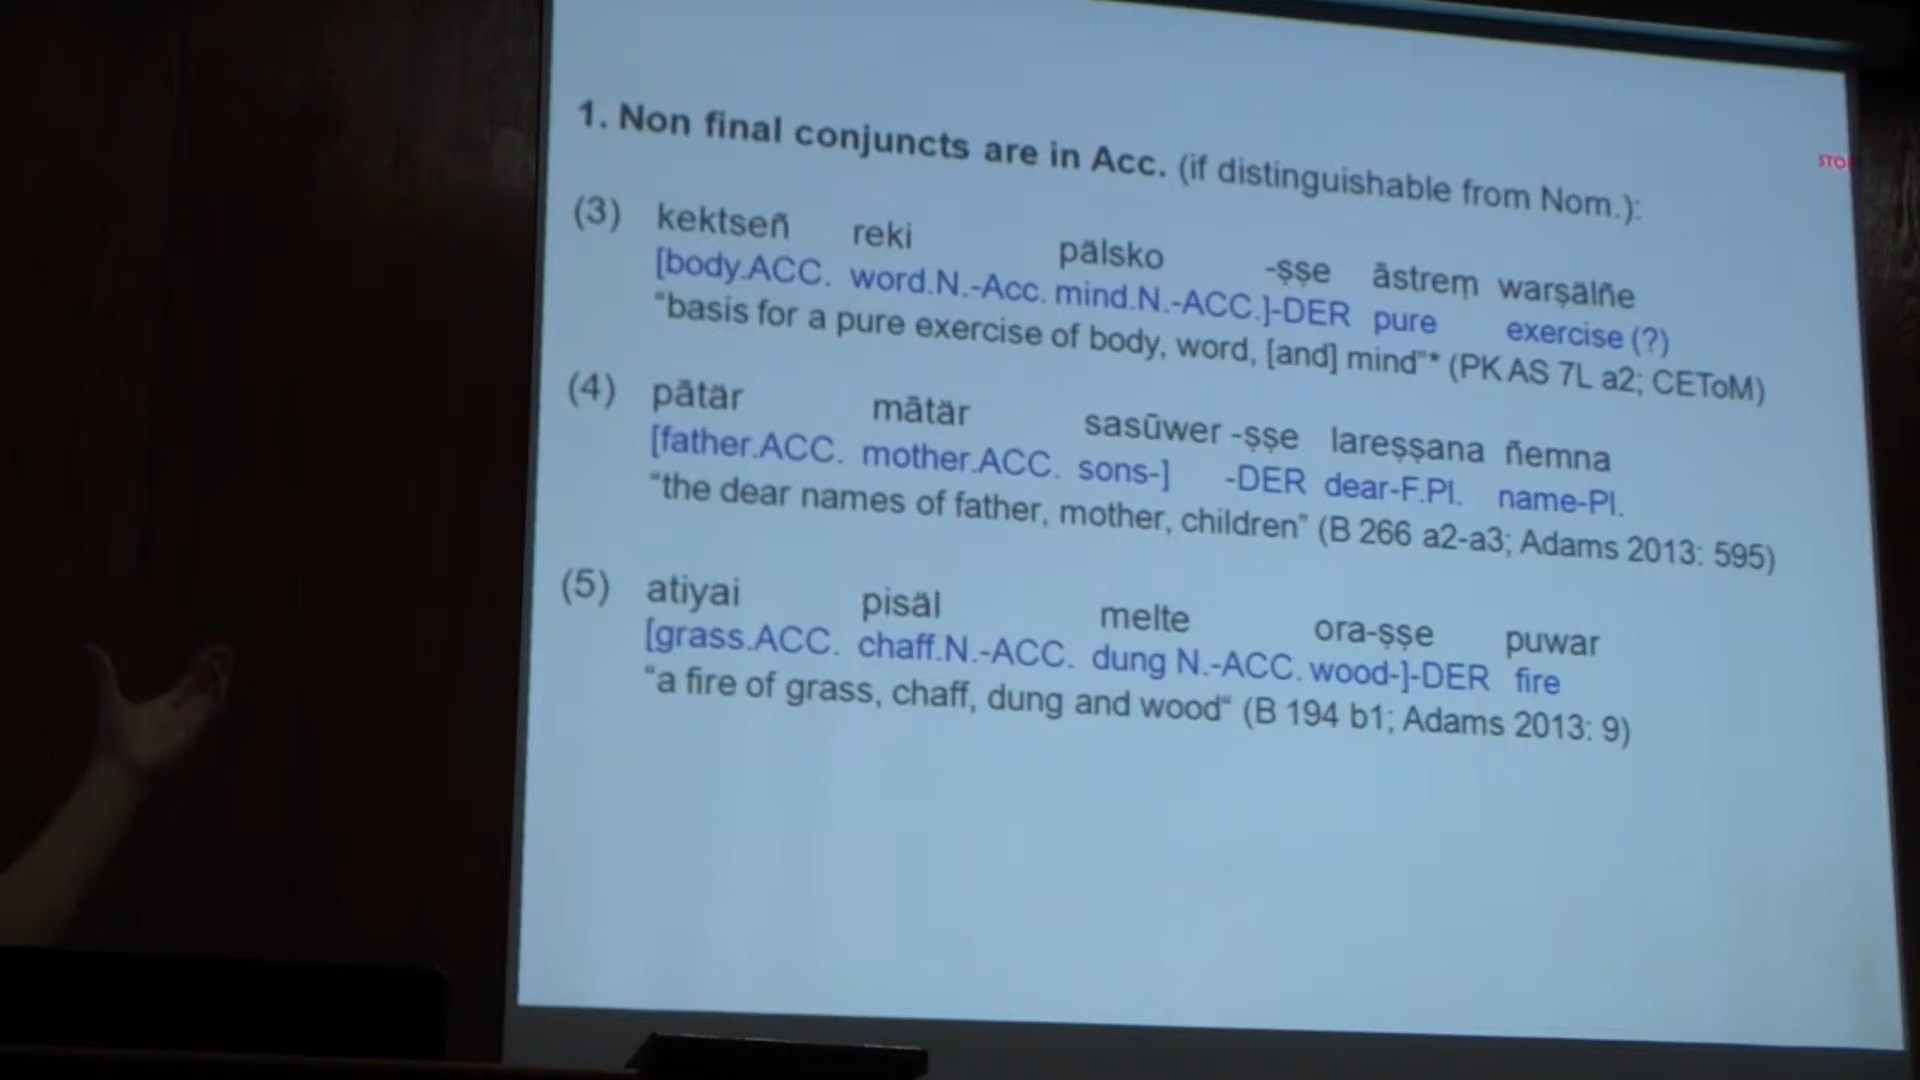 1. Non final conjuncts are in Acc. (if distinguishable from Nom.):
(3) kektseñ reki pälsko -ṣṣe āstreṃ warṣälñe
[body.ACC. word.N.-Acc. mind.N.-ACC.]-DER pure exercise (?)
“basis for a pure exercise of body, word, [and] mind”* (PK AS 7L a2; CEToM)
(4) pātär mātär sasūwer -ṣṣe lareṣṣana ñemna
[father.ACC. mother.ACC. sons-] -DER dear-F.Pl. name-Pl.
“the dear names of father, mother, children” (B 266 a2-a3; Adams 2013: 595)
(5) atiyai pisäl melte ora-ṣṣe puwar
[grass.ACC. chaff.N.-ACC. dung N.-ACC. wood-]-DER fire
“a fire of grass, chaff, dung and wood“ (B 194 b1; Adams 2013: 9)